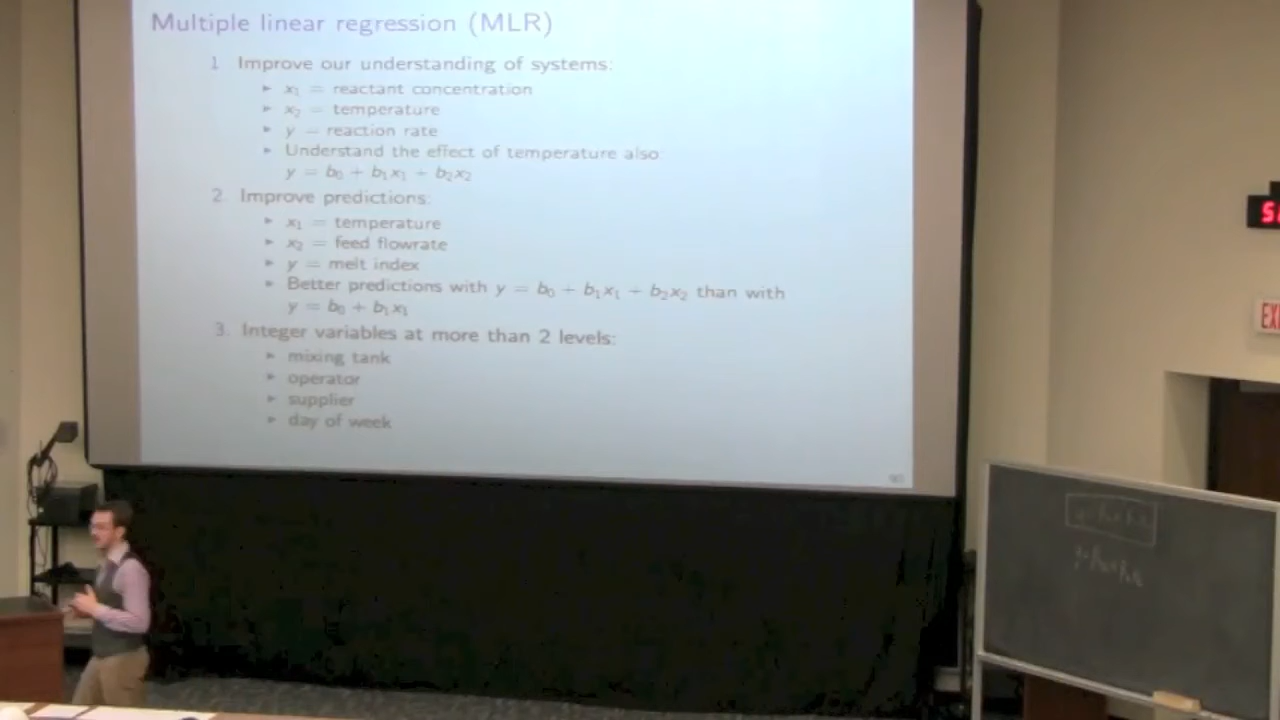 Multiple linear regression (MLR)
1. Improve our understanding of systems:
► x₁ = reactant concentration
► x₂ = temperature
► y = reaction rate
► Understand the effect of temperature also:
y = b₀ + b₁x₁ + b₂x₂
2. Improve predictions:
► x₁ = temperature
► x₂ = feed flowrate
► y = melt index
► Better predictions with y = b₀ + b₁x₁ + b₂x₂ than with
y = b₀ + b₁x₁
3. Integer variables at more than 2 levels:
► mixing tank
► operator
► supplier
► day of week